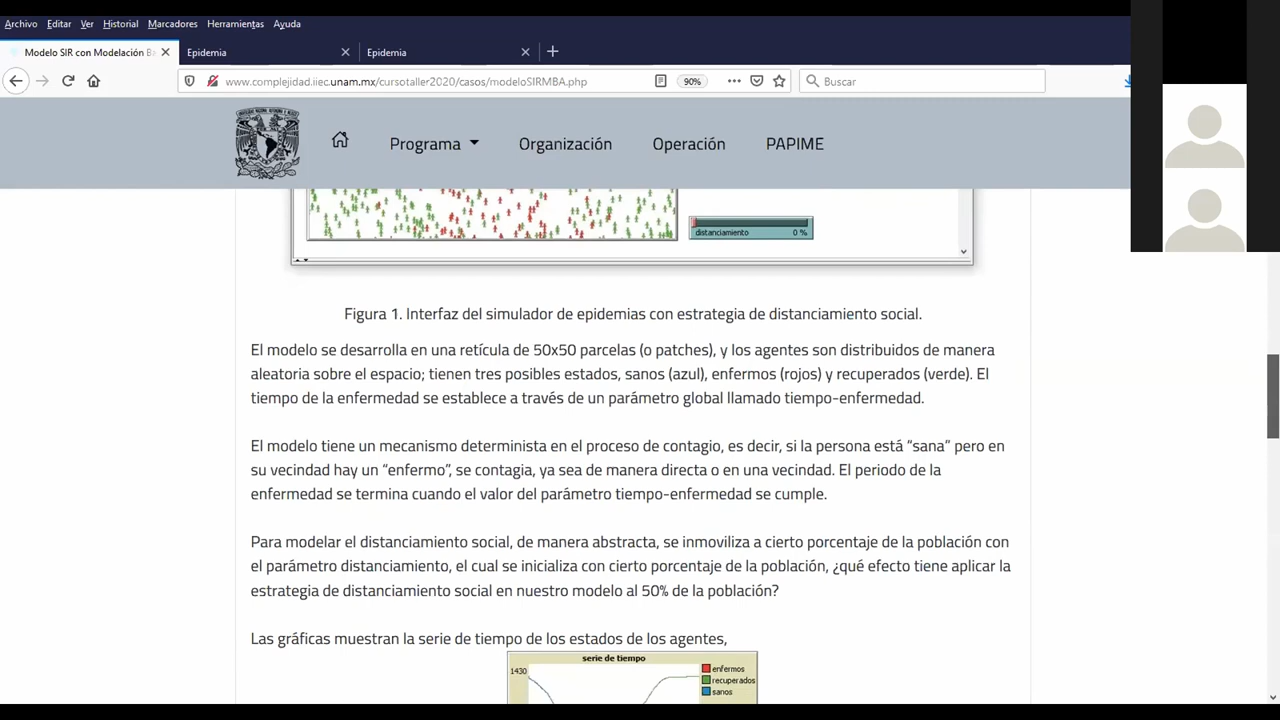 Archivo Editar Ver Historial Marcadores Herramientas Ayuda
Modelo SIR con Modelación Ba
Epidemia
Epidemia
www.complejidad.iiec.unam.mx/cursotaller2020/casos/modeloSIRMBA.php
90%
Buscar
Programa
Organización
Operación
PAPIME
distanciamiento 0 %
Figura 1. Interfaz del simulador de epidemias con estrategia de distanciamiento social.
El modelo se desarrolla en una retícula de 50x50 parcelas (o patches), y los agentes son distribuidos de manera
aleatoria sobre el espacio; tienen tres posibles estados, sanos (azul), enfermos (rojos) y recuperados (verde). El
tiempo de la enfermedad se establece a través de un parámetro global llamado tiempo-enfermedad.
El modelo tiene un mecanismo determinista en el proceso de contagio, es decir, si la persona está “sana” pero en
su vecindad hay un “enfermo”, se contagia, ya sea de manera directa o en una vecindad. El periodo de la
enfermedad se termina cuando el valor del parámetro tiempo-enfermedad se cumple.
Para modelar el distanciamiento social, de manera abstracta, se inmoviliza a cierto porcentaje de la población con
el parámetro distanciamiento, el cual se inicializa con cierto porcentaje de la población, ¿qué efecto tiene aplicar la
estrategia de distanciamiento social en nuestro modelo al 50% de la población?
Las gráficas muestran la serie de tiempo de los estados de los agentes,
serie de tiempo
1430
enfermos
recuperados
sanos